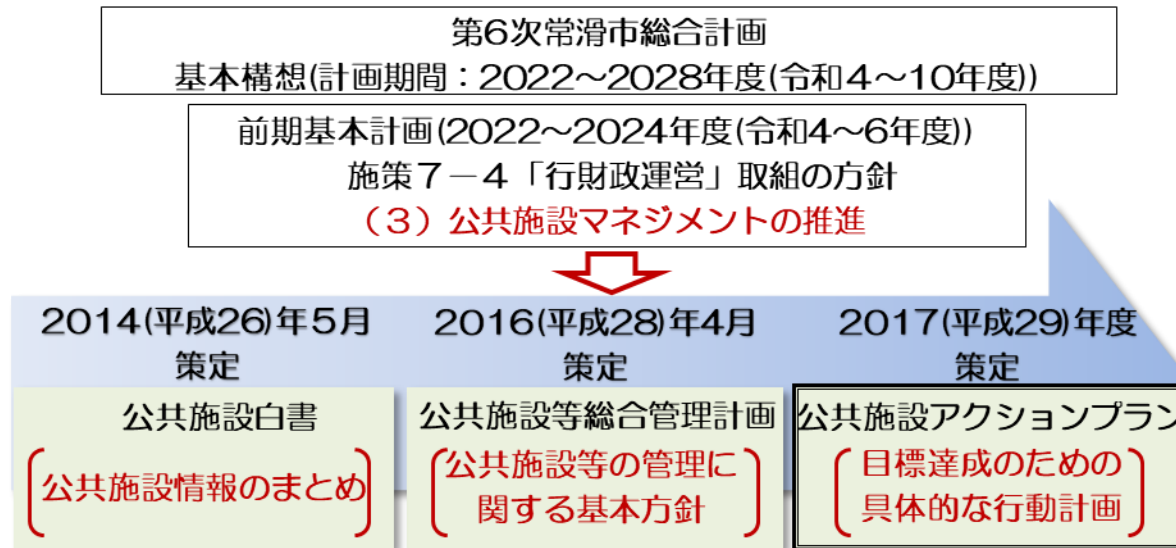 第6次常滑市総合計画
基本構想(計画期間：2022～2028年度(令和4～10年度))
前期基本計画(2022～2024年度(令和4～6年度))
施策7－4「行財政運営」取組の方針
（3）公共施設マネジメントの推進
2014(平成26)年5月
策定
公共施設白書
公共施設情報のまとめ
2016(平成28)年4月
策定
公共施設等総合管理計画
公共施設等の管理に
関する基本方針
2017(平成29)年度
策定
公共施設アクションプラン
目標達成のための
具体的な行動計画